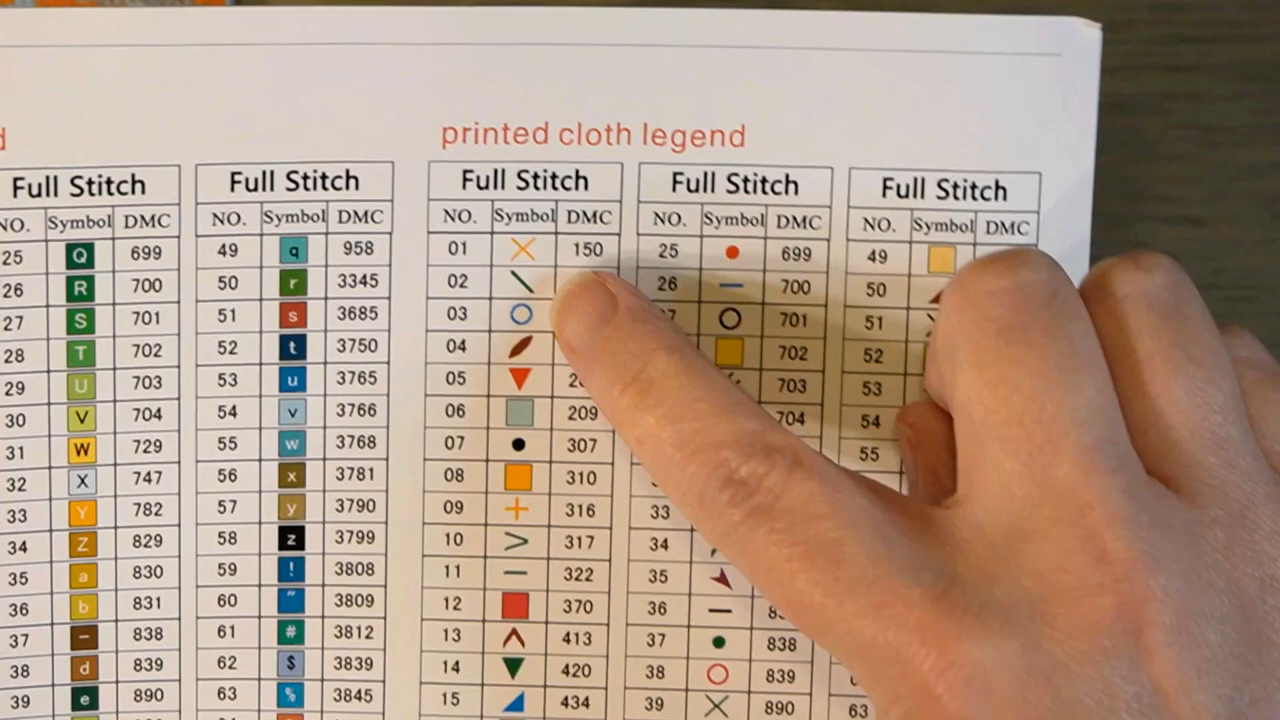 d
printed cloth legend
Full Stitch Full Stitch Full Stitch Full Stitch Full Stitch
NO. Symbol DMC NO. Symbol DMC NO. Symbol DMC NO. Symbol DMC NO. Symbol DMC
25 Q 699 49 q 958 01 150 25 699 49
26 R 700 50 r 3345 02 26 700 50
27 S 701 51 s 3685 03 701 51
28 T 702 52 t 3750 04 702 52
29 U 703 53 u 3765 05 703 53
30 V 704 54 v 3766 06 209 704 54
31 W 729 55 w 3768 07 307 55
32 X 747 56 x 3781 08 310
33 Y 782 57 y 3790 09 316 33
34 Z 829 58 z 3799 10 317 34
35 a 830 59 ! 3808 11 322 35
36 b 831 60 " 3809 12 370 36
37 – 838 61 # 3812 13 413 37 838
38 d 839 62 $ 3839 14 420 38 839
39 e 890 63 % 3845 15 434 39 890 63